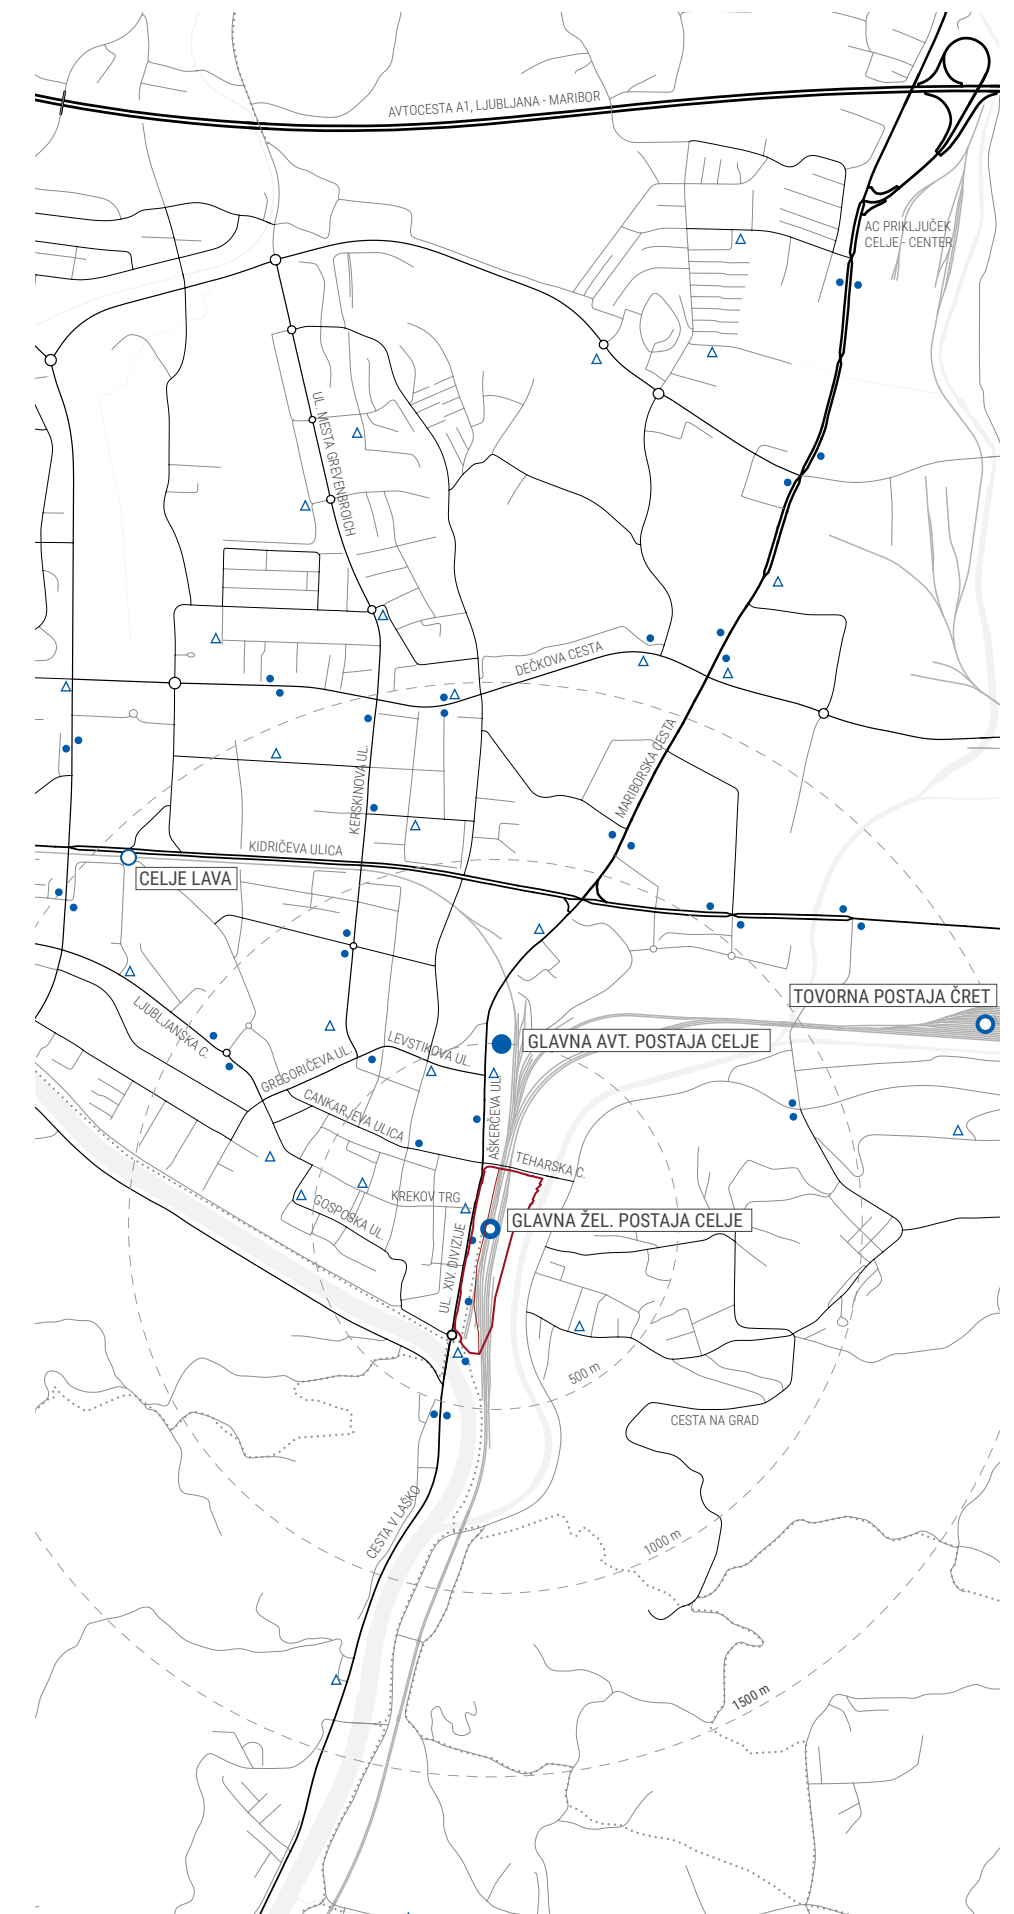 AVTOCESTA A1, LJUBLJANA - MARIBOR
AC PRIKLJUČEK
CELJE - CENTER
UL. MESTA GREVENBROICH
DEČKOVA CESTA
MARIBORSKA CESTA
KERSKINOVA UL.
KIDRIČEVA ULICA
CELJE LAVA
TOVORNA POSTAJA ČRET
LJUBLJANSKA C.
GLAVNA AVT. POSTAJA CELJE
LEVSTIKOVA UL.
GREGORIČEVA UL.
AŠKERČEVA UL.
CANKARJEVA ULICA
TEHARSKA C.
KREKOV TRG
GOSPOSKA UL.
GLAVNA ŽEL. POSTAJA CELJE
UL. XIV. DIVIZIJE
500 m
CESTA NA GRAD
CESTA V LAŠKO
1000 m
1500 m